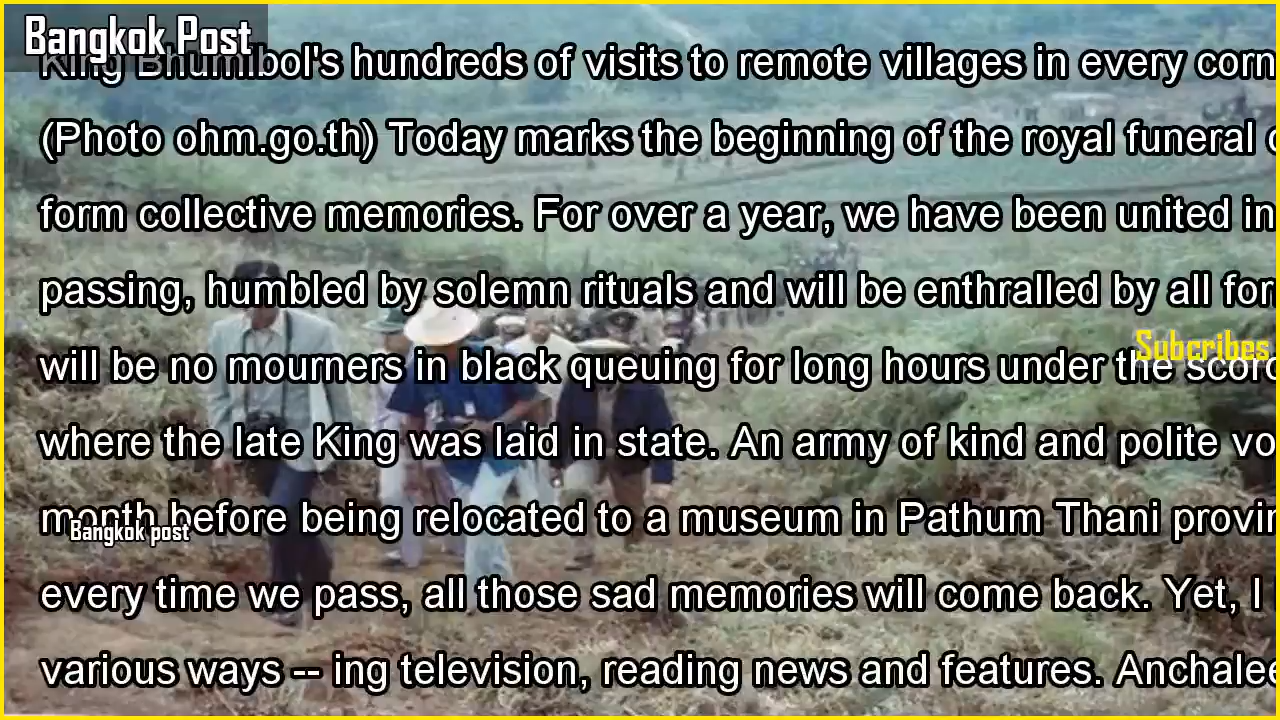 Bangkok Post
King Bhumibol's hundreds of visits to remote villages in every corn
(Photo ohm.go.th) Today marks the beginning of the royal funeral
form collective memories. For over a year, we have been united in
passing, humbled by solemn rituals and will be enthralled by all for
Subcribes
will be no mourners in black queuing for long hours under the scorc
where the late King was laid in state. An army of kind and polite vo
month before being relocated to a museum in Pathum Thani provin
Bangkok post
every time we pass, all those sad memories will come back. Yet, I
various ways -- ing television, reading news and features. Anchalee